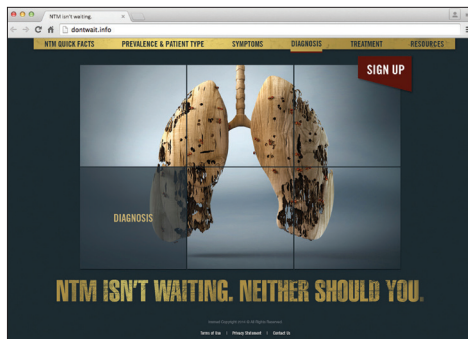 NTM isn't waiting.
dontwait.info
NTM QUICK FACTS PREVALENCE & PATIENT TYPE SYMPTOMS DIAGNOSIS TREATMENT RESOURCES
SIGN UP
DIAGNOSIS
NTM ISN'T WAITING. NEITHER SHOULD YOU.
Terms of Use | Privacy Statement | Contact Us